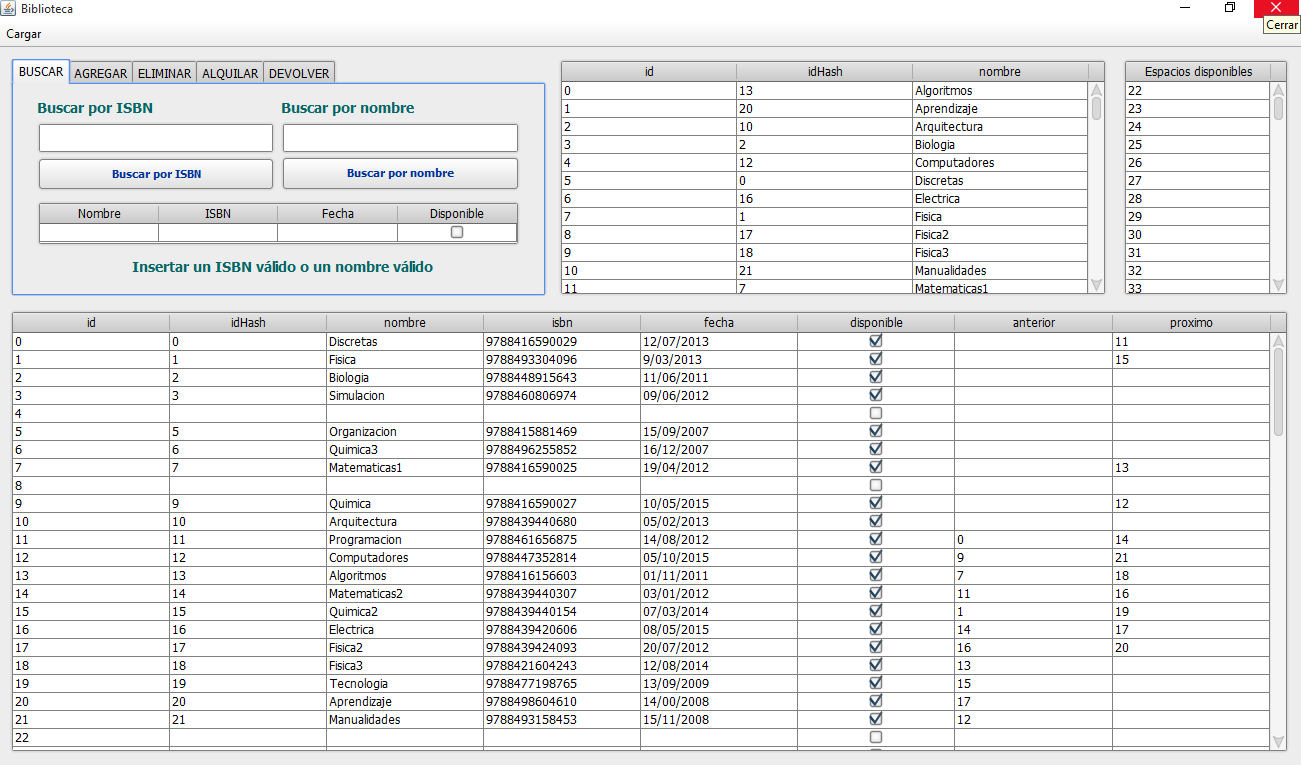 Biblioteca
Cerrar
Cargar
BUSCAR AGREGAR ELIMINAR ALQUILAR DEVOLVER
Buscar por ISBN Buscar por nombre
Buscar por ISBN Buscar por nombre
Nombre ISBN Fecha Disponible
Insertar un ISBN válido o un nombre válido
id idHash nombre
0 13 Algoritmos
1 20 Aprendizaje
2 10 Arquitectura
3 2 Biologia
4 12 Computadores
5 0 Discretas
6 16 Electrica
7 1 Fisica
8 17 Fisica2
9 18 Fisica3
10 21 Manualidades
11 7 Matematicas1
Espacios disponibles
22
23
24
25
26
27
28
29
30
31
32
33
id idHash nombre isbn fecha disponible anterior proximo
0 0 Discretas 9788416590029 12/07/2013 11
1 1 Fisica 9788493304096 9/03/2013 15
2 2 Biologia 9788448915643 11/06/2011
3 3 Simulacion 9788460806974 09/06/2012
4
5 5 Organizacion 9788415881469 15/09/2007
6 6 Quimica3 9788496255852 16/12/2007
7 7 Matematicas1 9788416590025 19/04/2012 13
8
9 9 Quimica 9788416590027 10/05/2015 12
10 10 Arquitectura 9788439440680 05/02/2013
11 11 Programacion 9788461656875 14/08/2012 0 14
12 12 Computadores 9788447352814 05/10/2015 9 21
13 13 Algoritmos 9788416156603 01/11/2011 7 18
14 14 Matematicas2 9788439440307 03/01/2012 11 16
15 15 Quimica2 9788439440154 07/03/2014 1 19
16 16 Electrica 9788439420606 08/05/2015 14 17
17 17 Fisica2 9788439424093 20/07/2012 16 20
18 18 Fisica3 9788421604243 12/08/2014 13
19 19 Tecnologia 9788477198765 13/09/2009 15
20 20 Aprendizaje 9788498604610 14/00/2008 17
21 21 Manualidades 9788493158453 15/11/2008 12
22